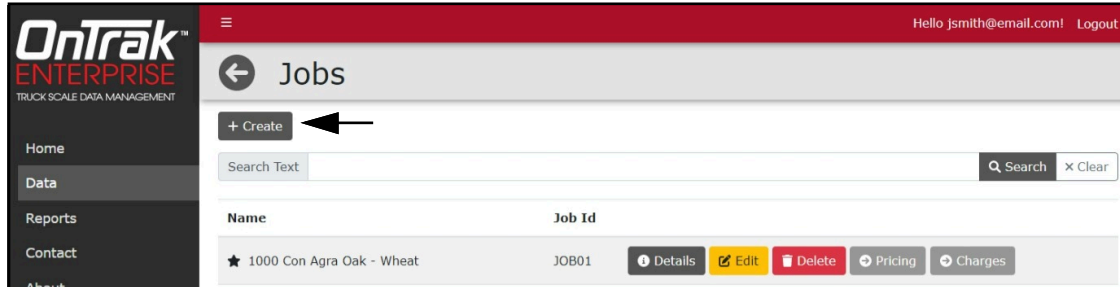 OnTrak™
ENTERPRISE
TRUCK SCALE DATA MANAGEMENT
Hello jsmith@email.com! Logout
Jobs
+ Create
Home
Search Text
Search
× Clear
Data
Reports
Name Job Id
Contact
1000 Con Agra Oak - Wheat JOB01 Details Edit Delete Pricing Charges
About